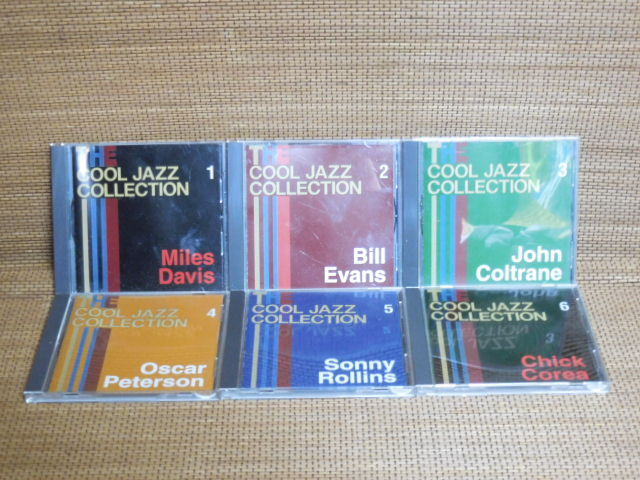 THE
COOL JAZZ 1
COLLECTION
Miles
Davis
THE
COOL JAZZ 2
COLLECTION
Bill
Evans
COOL JAZZ 3
COLLECTION
John
Coltrane
THE
COOL JAZZ 4
COLLECTION
Oscar
Peterson
COOL JAZZ 5
COLLECTION
Sonny
Rollins
THE
COOL JAZZ 6
COLLECTION
Chick
Corea